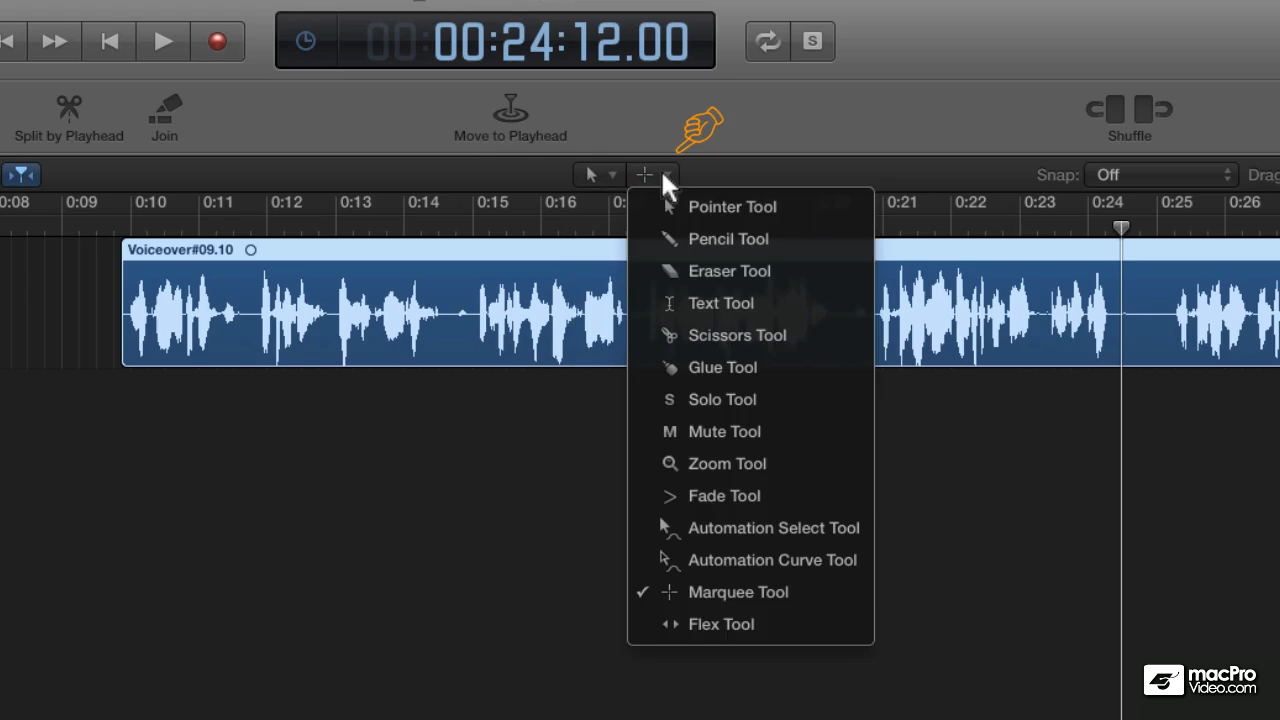 00:00:24:12.00
S
Split by Playhead
Join
Move to Playhead
Shuffle
Snap: Off
Drag
0:08 0:09 0:10 0:11 0:12 0:13 0:14 0:15 0:16 0: 0:21 0:22 0:23 0:24 0:25 0:26
Voiceover#09.10
Pointer Tool
Pencil Tool
Eraser Tool
Text Tool
Scissors Tool
Glue Tool
S Solo Tool
M Mute Tool
Zoom Tool
Fade Tool
Automation Select Tool
Automation Curve Tool
Marquee Tool
Flex Tool
macPro
Video.com